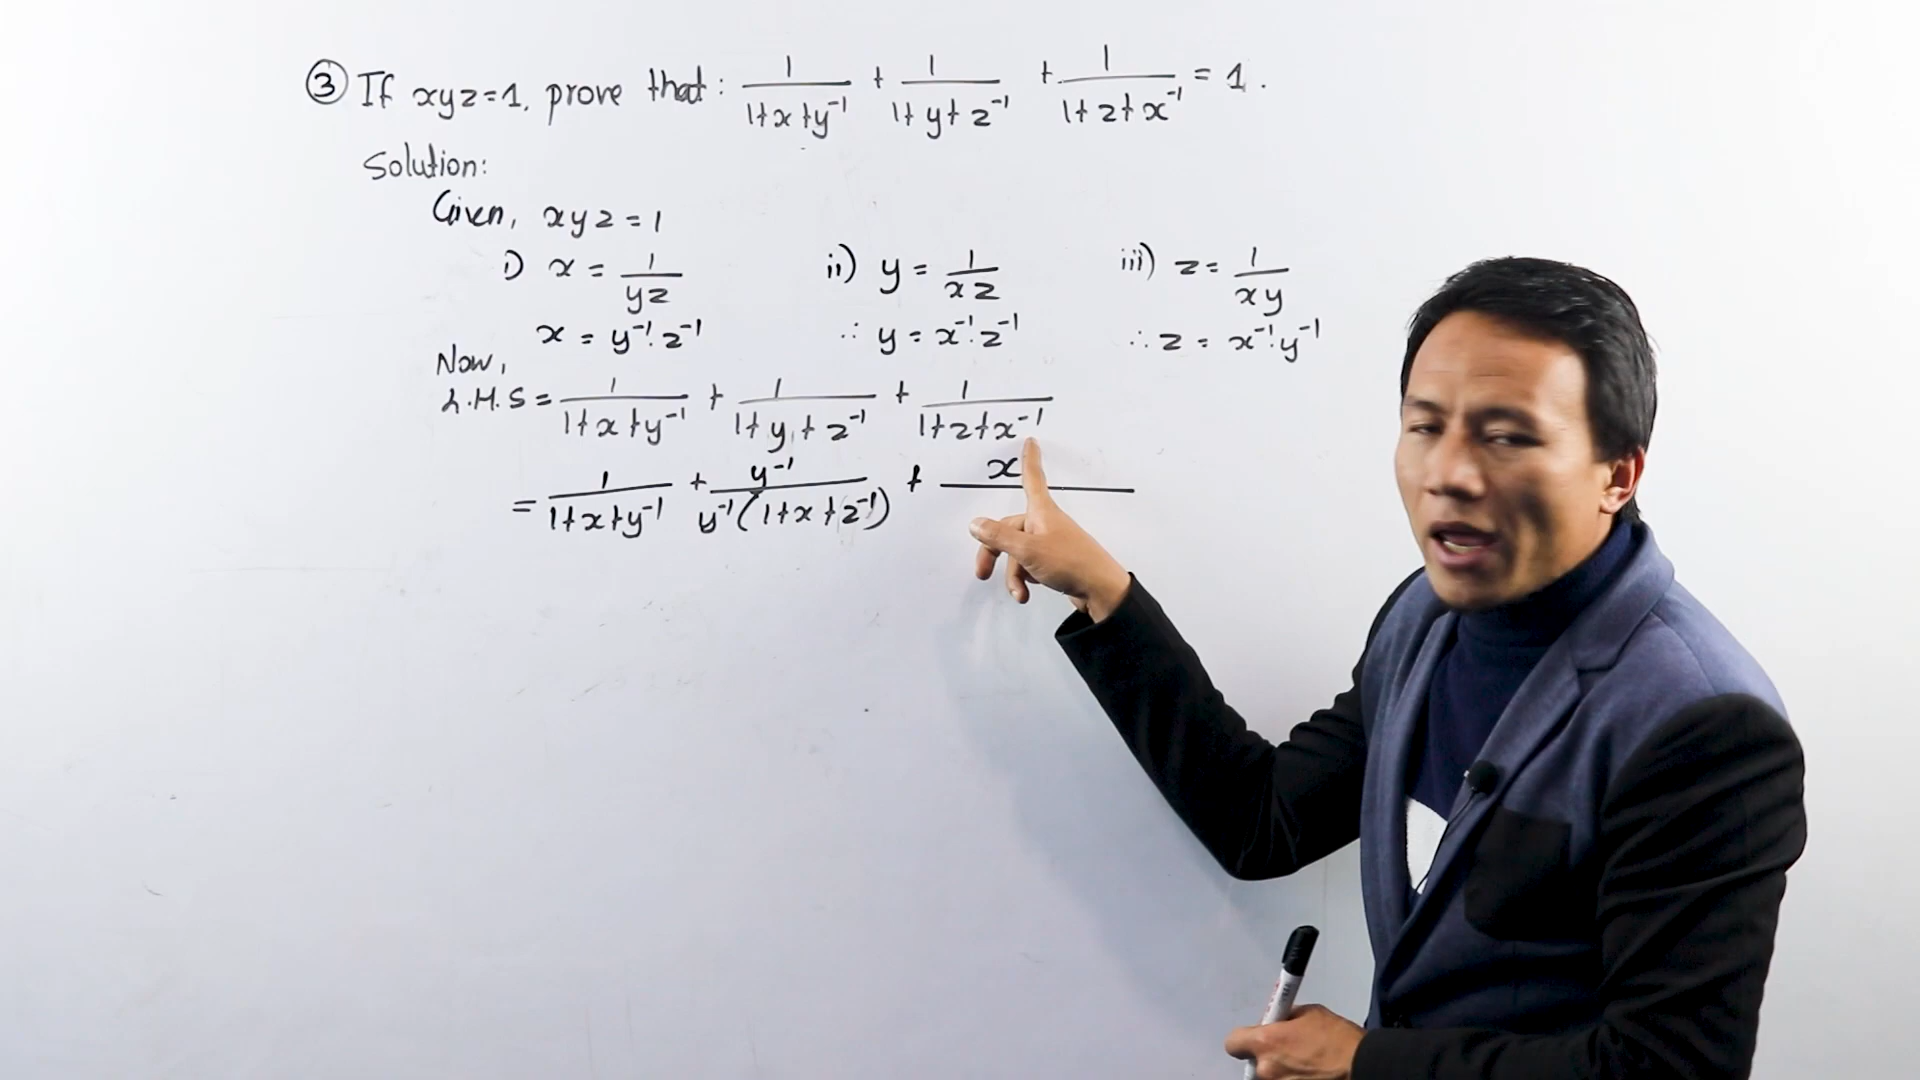 ③ If xyz=1, prove that: 1/(1+x+y⁻¹) + 1/(1+y+z⁻¹) + 1/(1+z+x⁻¹) = 1.
Solution:
Given, xyz=1
i) x = 1/yz ii) y = 1/xz iii) z = 1/xy
x = y⁻¹.z⁻¹ ∴ y = x⁻¹.z⁻¹ ∴ z = x⁻¹.y⁻¹
Now,
L.H.S = 1/(1+x+y⁻¹) + 1/(1+y+z⁻¹) + 1/(1+z+x⁻¹)
= 1/(1+x+y⁻¹) + y⁻¹/(y⁻¹(1+x+z⁻¹)) + x/